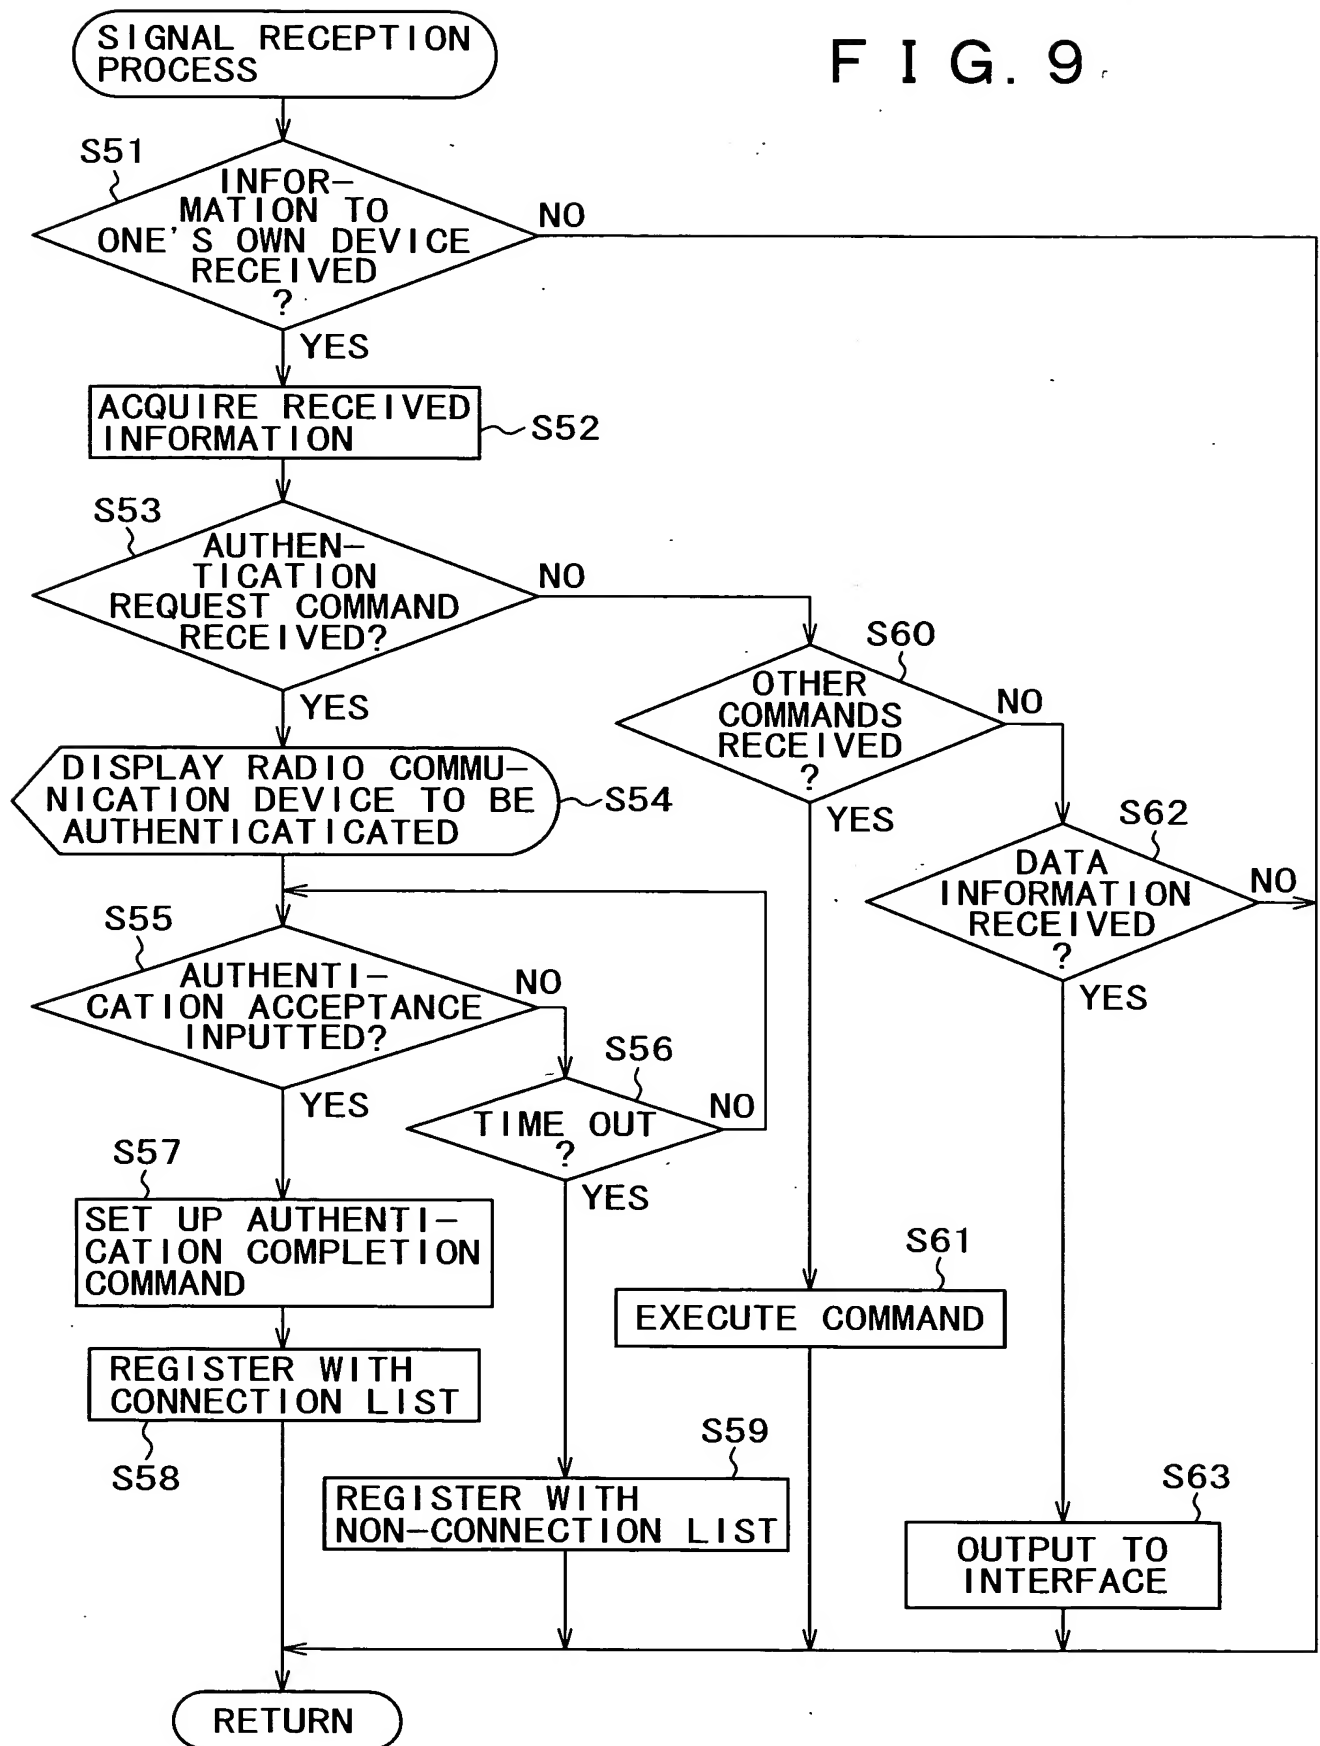 SIGNAL RECEPTION
PROCESS
FIG. 9
S51
INFOR-
MATION TO
ONE'S OWN DEVICE
RECEIVED
?
NO
YES
ACQUIRE RECEIVED
INFORMATION
S52
S53
AUTHEN-
TICATION
REQUEST COMMAND
RECEIVED?
NO
YES
S60
OTHER
COMMANDS
RECEIVED
?
NO
YES
DISPLAY RADIO COMMU-
NICATION DEVICE TO BE
AUTHENTICATICATED
S54
S62
DATA
INFORMATION
RECEIVED
?
NO
YES
S55
AUTHENTI-
CATION ACCEPTANCE
INPUTTED?
NO
YES
S56
TIME OUT
?
NO
YES
S57
SET UP AUTHENTI-
CATION COMPLETION
COMMAND
S61
EXECUTE COMMAND
REGISTER WITH
CONNECTION LIST
S58
S59
REGISTER WITH
NON-CONNECTION LIST
S63
OUTPUT TO
INTERFACE
RETURN